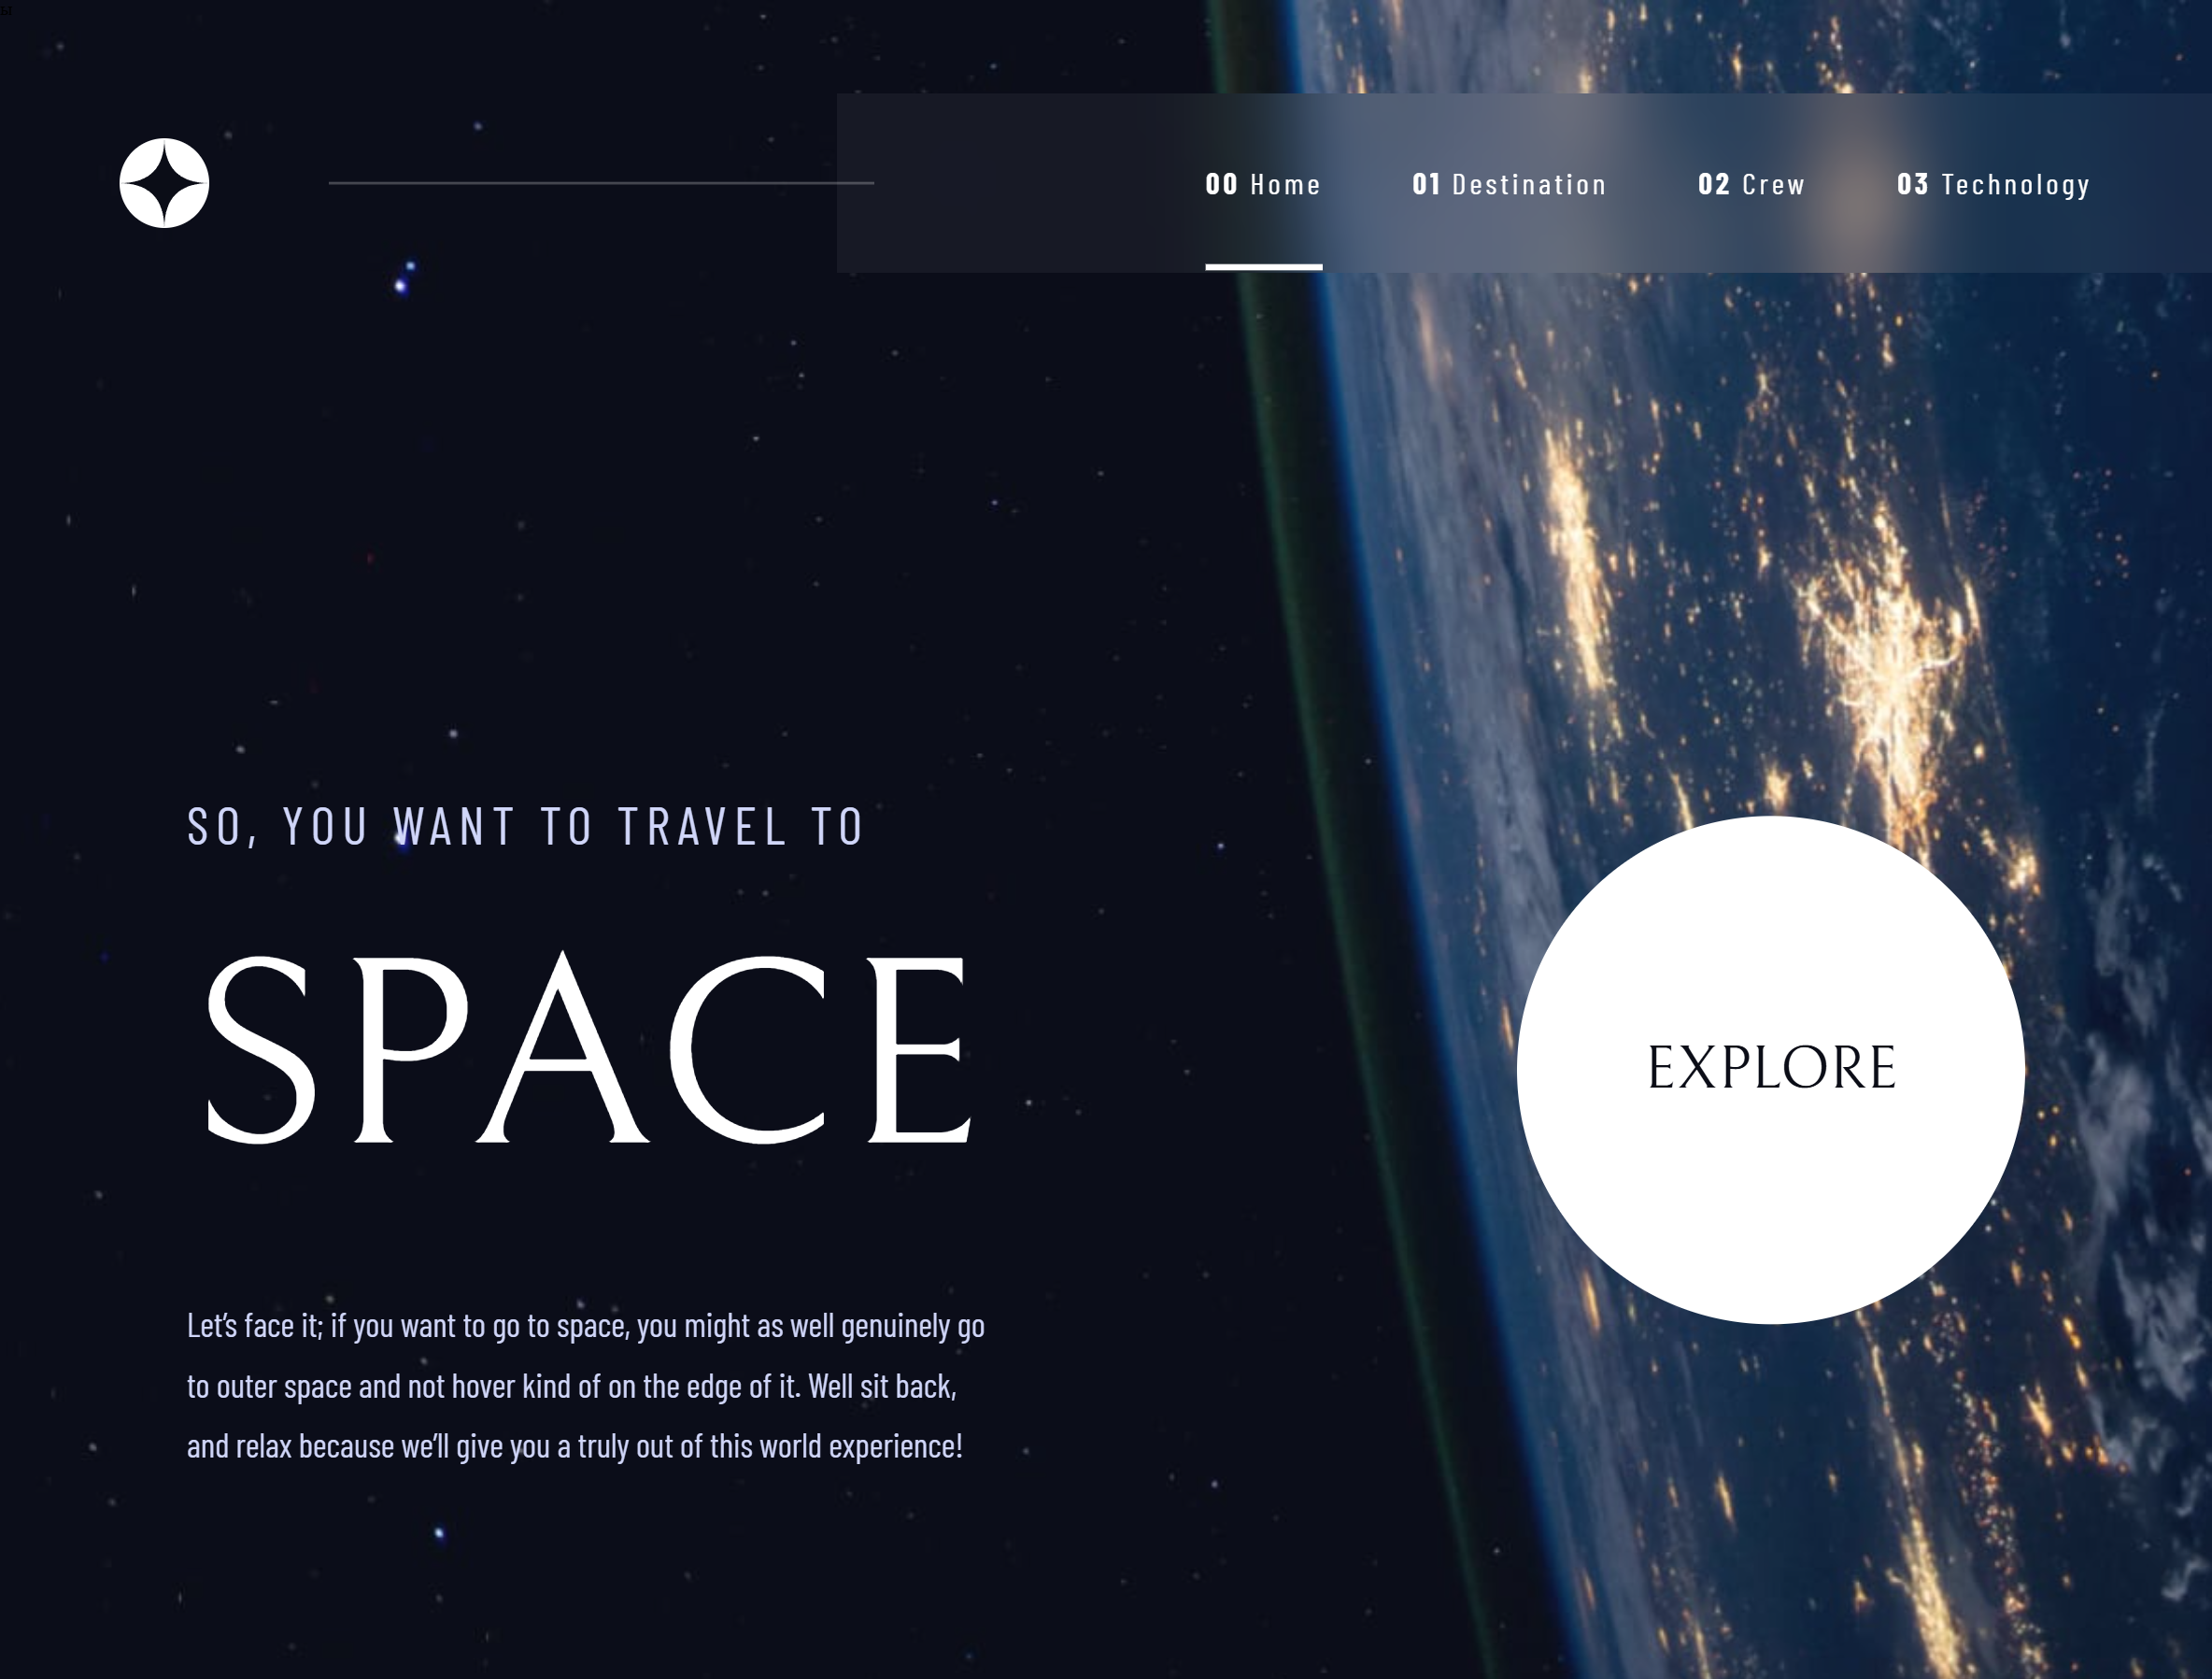 00 Home 01 Destination 02 Crew 03 Technology
SO, YOU WANT TO TRAVEL TO
SPACE
EXPLORE
Let’s face it; if you want to go to space, you might as well genuinely go
to outer space and not hover kind of on the edge of it. Well sit back,
and relax because we’ll give you a truly out of this world experience!